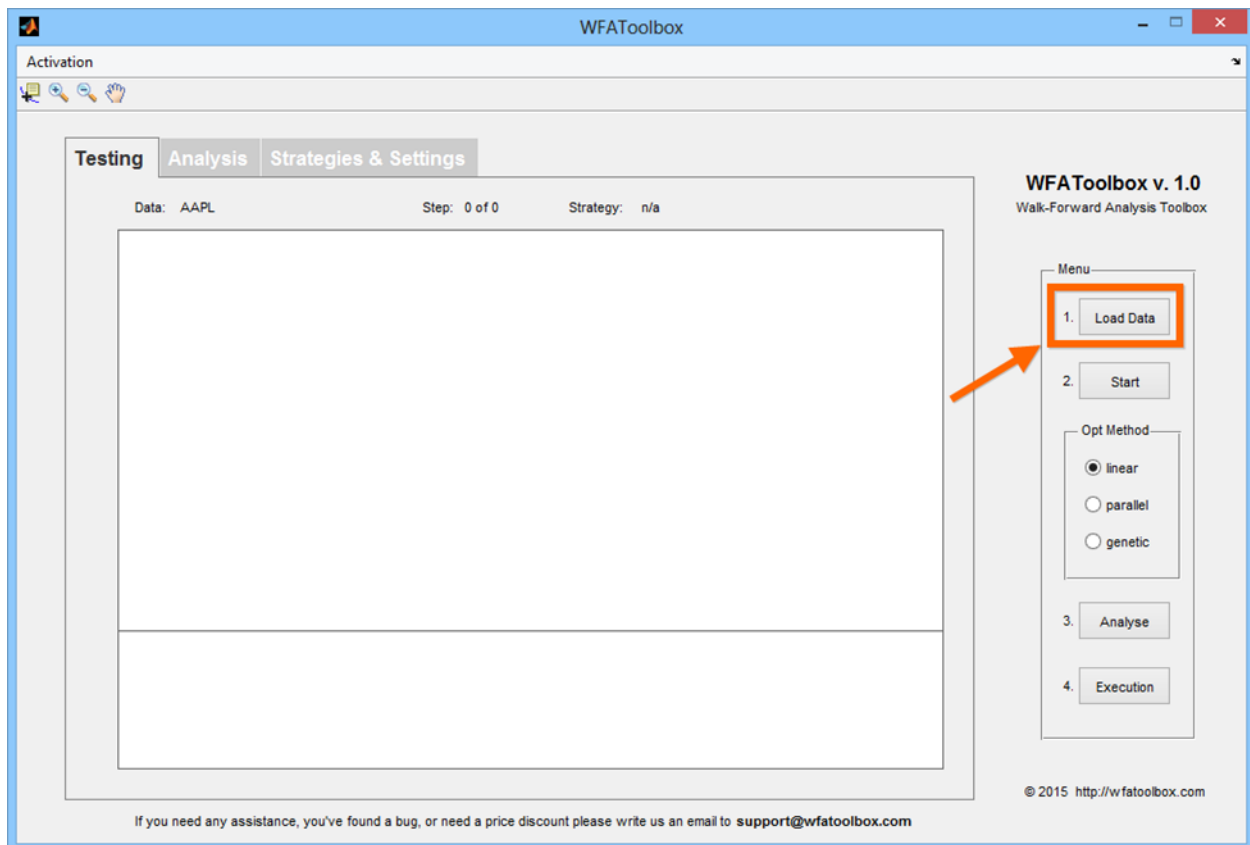 WFAToolbox
Activation
Testing Analysis Strategies & Settings
Data: AAPL Step: 0 of 0 Strategy: n/a
WFAToolbox v. 1.0
Walk-Forward Analysis Toolbox
Menu
1. Load Data
2. Start
Opt Method
linear
parallel
genetic
3. Analyse
4. Execution
© 2015 http://wfatoolbox.com
If you need any assistance, you've found a bug, or need a price discount please write us an email to support@wfatoolbox.com